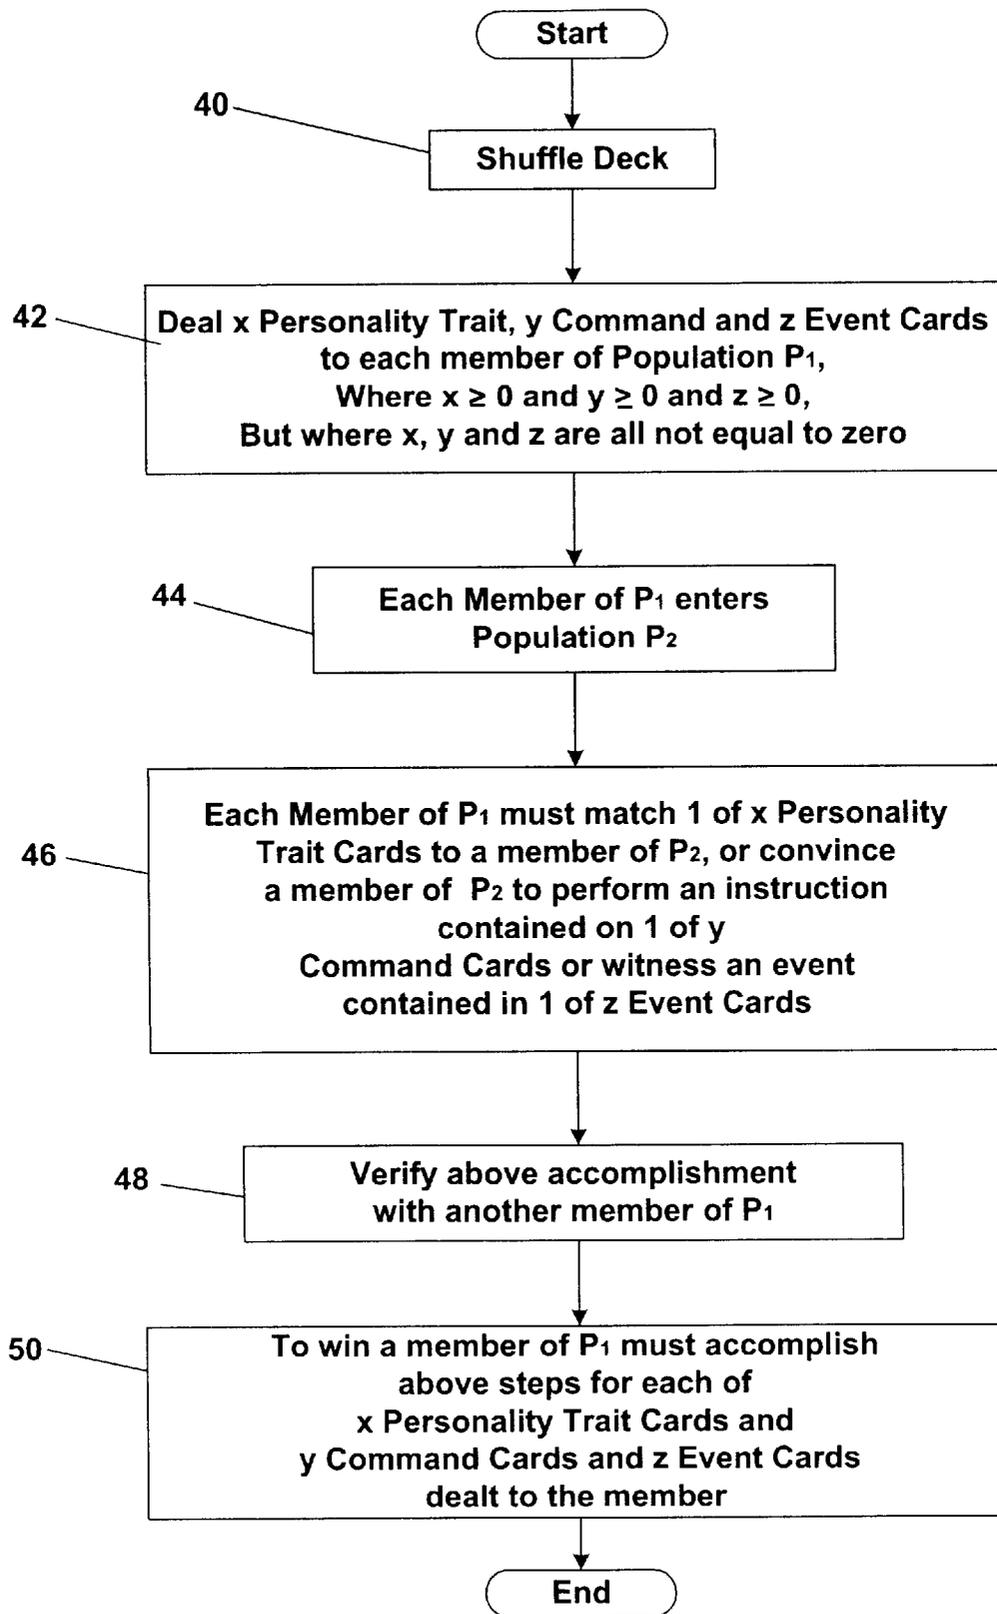 Start
40
Shuffle Deck
42
Deal x Personality Trait, y Command and z Event Cards
to each member of Population P₁,
Where x ≥ 0 and y ≥ 0 and z ≥ 0,
But where x, y and z are all not equal to zero
44
Each Member of P₁ enters
Population P₂
46
Each Member of P₁ must match 1 of x Personality
Trait Cards to a member of P₂, or convince
a member of P₂ to perform an instruction
contained on 1 of y
Command Cards or witness an event
contained in 1 of z Event Cards
48
Verify above accomplishment
with another member of P₁
50
To win a member of P₁ must accomplish
above steps for each of
x Personality Trait Cards and
y Command Cards and z Event Cards
dealt to the member
End